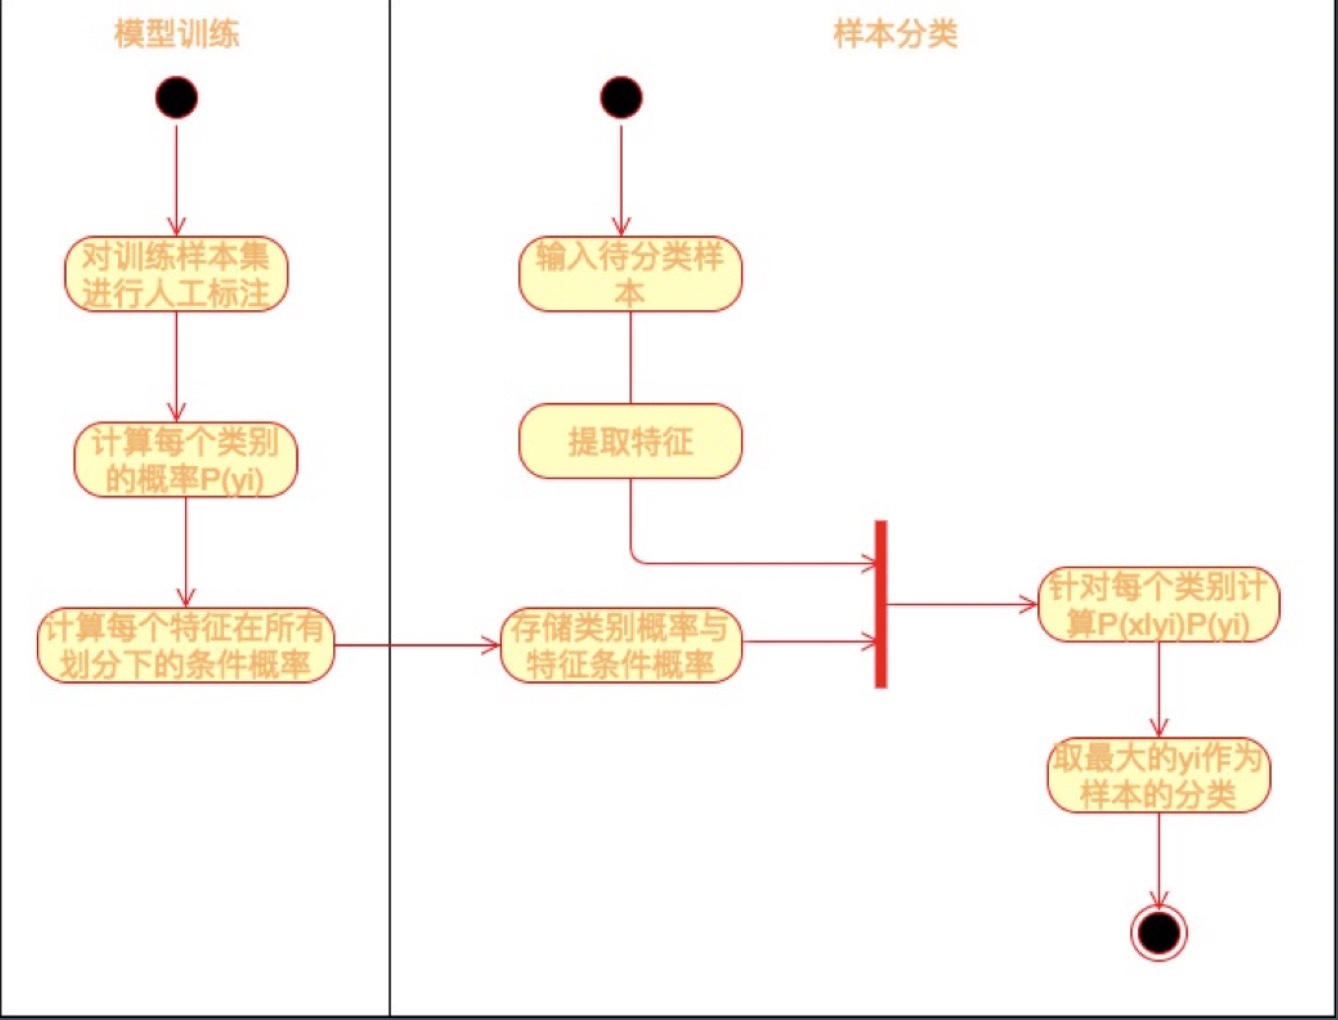 模型训练
样本分类
对训练样本集
进行人工标注
计算每个类别
的概率P(yi)
计算每个特征在所有
划分下的条件概率
输入待分类样
本
提取特征
存储类别概率与
特征条件概率
针对每个类别计
算P(x|yi)P(yi)
取最大的yi作为
样本的分类